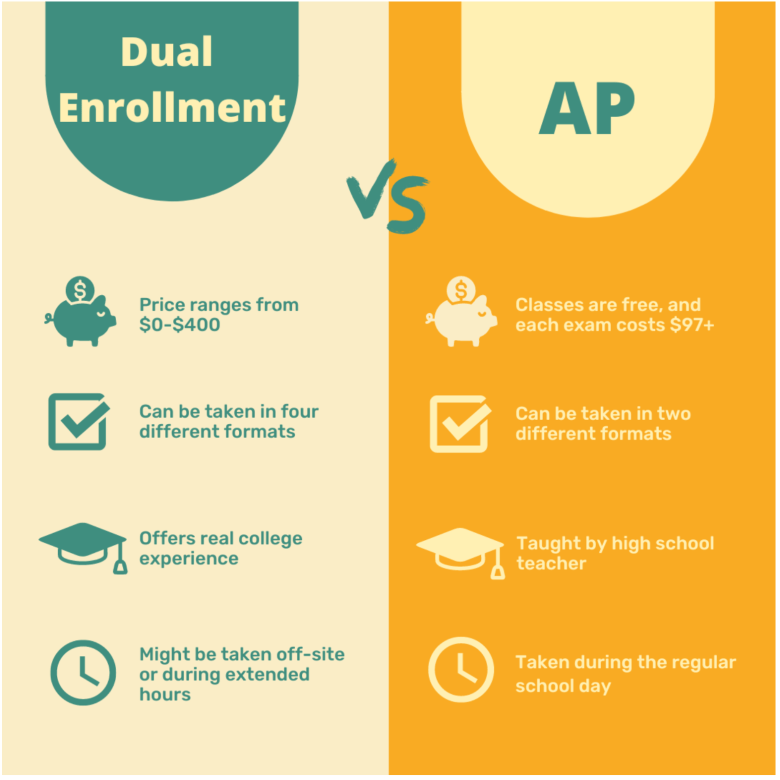 Dual
Enrollment
VS
AP
$
Price ranges from
$0-$400
Can be taken in four
different formats
Offers real college
experience
Might be taken off-site
or during extended
hours
$
Classes are free, and
each exam costs $97+
Can be taken in two
different formats
Taught by high school
teacher
Taken during the regular
school day